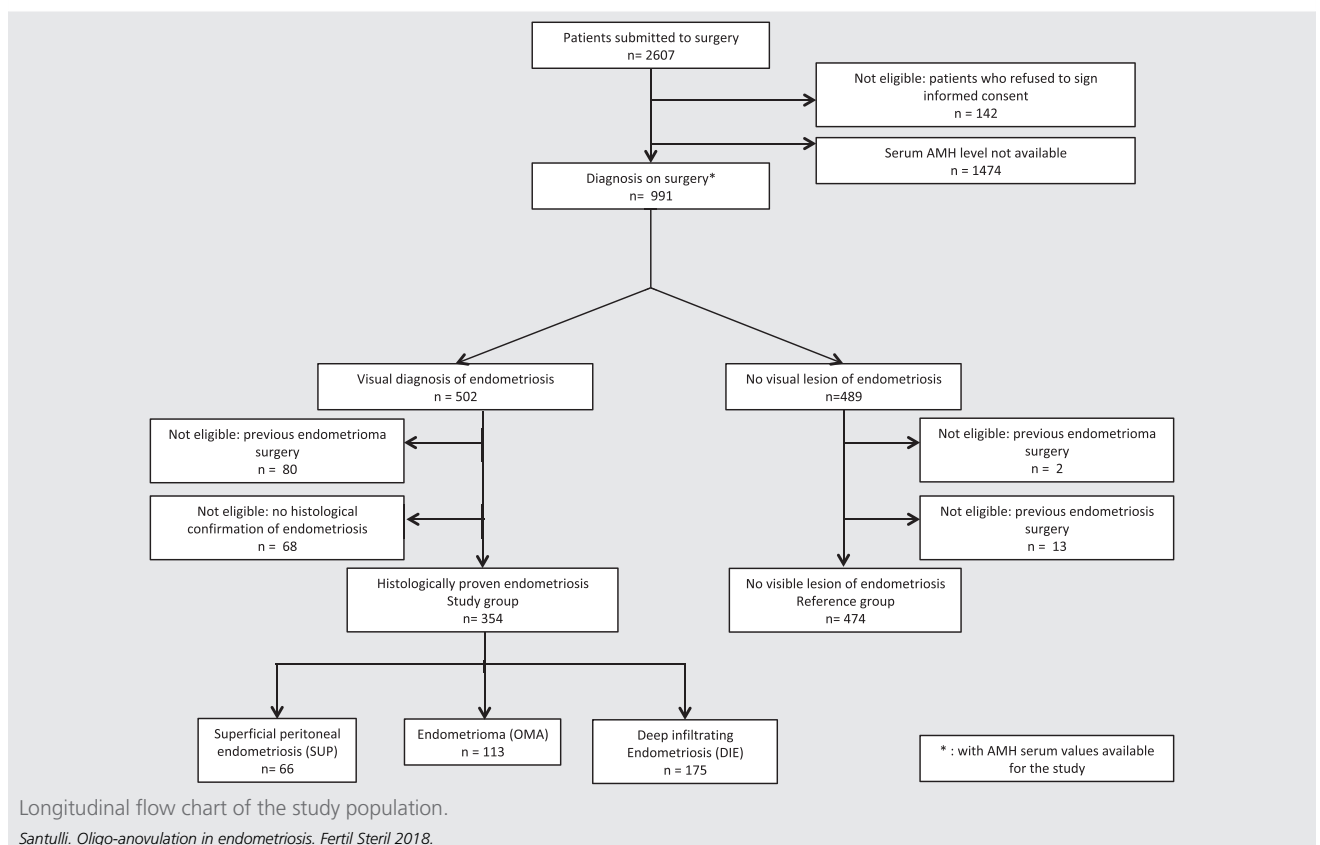 Patients submitted to surgery
n= 2607
Not eligible: patients who refused to sign
informed consent
n = 142
Serum AMH level not available
n = 1474
Diagnosis on surgery*
n=  991
Visual diagnosis of endometriosis
n = 502
No visual lesion of endometriosis
n=489
Not eligible: previous endometrioma
surgery
n =  80
Not eligible: previous endometrioma
surgery
n =  2
Not eligible: no histological
confirmation of endometriosis
n =  68
Not eligible: previous endometriosis
surgery
n =  13
Histologically proven endometriosis
Study group
n= 354
No visible lesion of endometriosis
Reference group
n= 474
Superficial peritoneal
endometriosis (SUP)
n= 66
Endometrioma (OMA)
n = 113
Deep infiltrating
Endometriosis (DIE)
n = 175
* : with AMH serum values available
for the study
Longitudinal flow chart of the study population.
Santulli. Oligo-anovulation in endometriosis. Fertil Steril 2018.